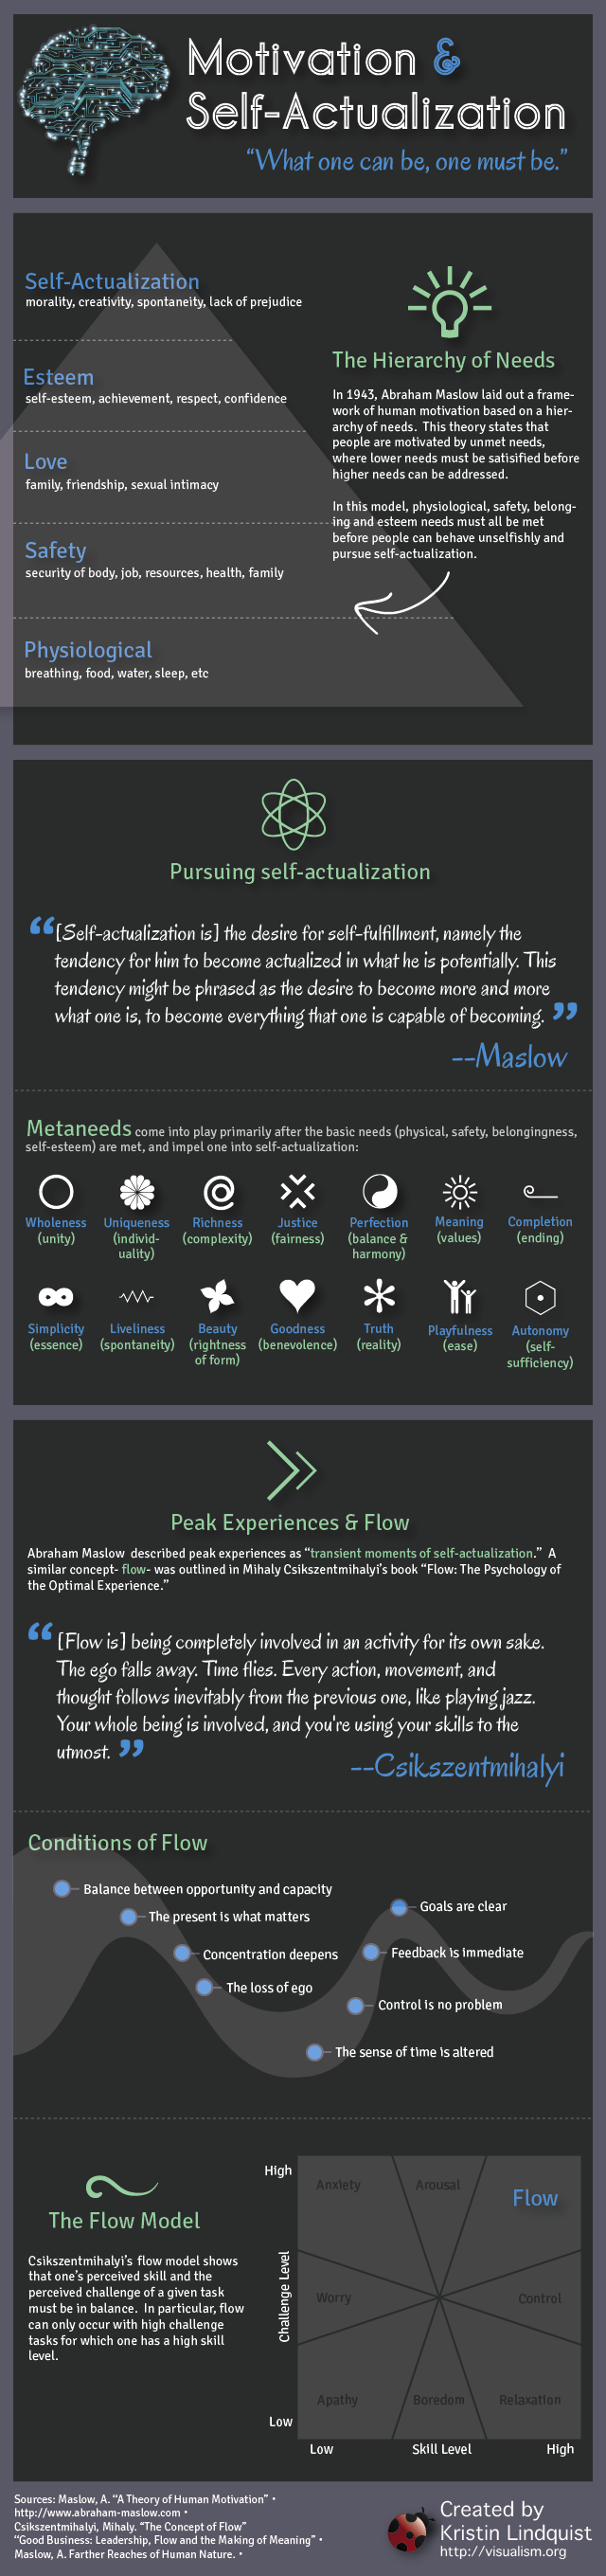 Motivation &
Self-Actualization
“What one can be, one must be.”
Self-Actualization
morality, creativity, spontaneity, lack of prejudice
Esteem
self-esteem, achievement, respect, confidence
Love
family, friendship, sexual intimacy
Safety
security of body, job, resources, health, family
Physiological
breathing, food, water, sleep, etc
The Hierarchy of Needs
In 1943, Abraham Maslow laid out a frame-
work of human motivation based on a hier-
archy of needs. This theory states that
people are motivated by unmet needs,
where lower needs must be satisified before
higher needs can be addressed.
In this model, physiological, safety, belong-
ing and esteem needs must all be met
before people can behave unselfishly and
pursue self-actualization.
Pursuing self-actualization
“[Self-actualization is] the desire for self-fulfillment, namely the
tendency for him to become actualized in what he is potentially. This
tendency might be phrased as the desire to become more and more
what one is, to become everything that one is capable of becoming. ”
--Maslow
Metaneeds come into play primarily after the basic needs (physical, safety, belongingness,
self-esteem) are met, and impel one into self-actualization:
Wholeness
(unity)
Uniqueness
(individ-
uality)
Richness
(complexity)
Justice
(fairness)
Perfection
(balance &
harmony)
Meaning
(values)
Completion
(ending)
Simplicity
(essence)
Liveliness
(spontaneity)
Beauty
(rightness
of form)
Goodness
(benevolence)
Truth
(reality)
Playfulness
(ease)
Autonomy
(self-
sufficiency)
Peak Experiences & Flow
Abraham Maslow described peak experiences as “transient moments of self-actualization.” A
similar concept- flow- was outlined in Mihaly Csikszentmihalyi's book “Flow: The Psychology of
the Optimal Experience.”
“ [Flow is] being completely involved in an activity for its own sake.
The ego falls away. Time flies. Every action, movement, and
thought follows inevitably from the previous one, like playing jazz.
Your whole being is involved, and you're using your skills to the
utmost. ”
--Csikszentmihalyi
Conditions of Flow
Balance between opportunity and capacity
The present is what matters
Concentration deepens
The loss of ego
Goals are clear
Feedback is immediate
Control is no problem
The sense of time is altered
The Flow Model
Csikszentmihalyi's flow model shows
that one's perceived skill and the
perceived challenge of a given task
must be in balance. In particular, flow
can only occur with high challenge
tasks for which one has a high skill
level.
High
Challenge Level
Low
Anxiety
Arousal
Flow
Worry
Control
Apathy
Boredom
Relaxation
Low
Skill Level
High
Sources: Maslow, A. “A Theory of Human Motivation” •
http://www.abraham-maslow.com •
Csikszentmihalyi, Mihaly. “The Concept of Flow”
“Good Business: Leadership, Flow and the Making of Meaning” •
Maslow, A. Farther Reaches of Human Nature. •
Created by
Kristin Lindquist
http://visualism.org